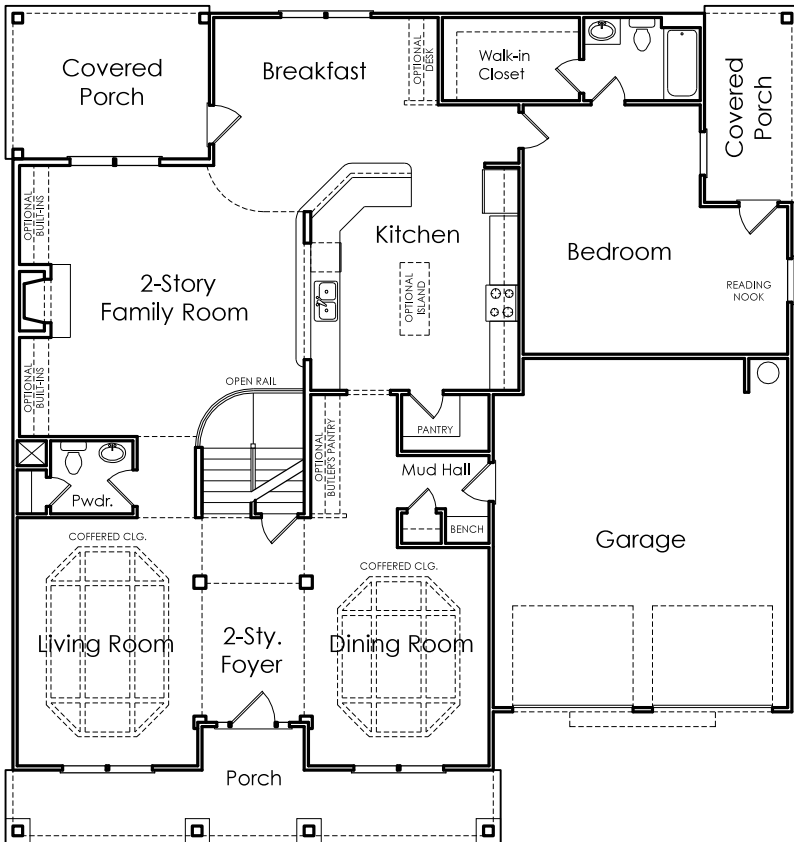 Covered
Porch
Breakfast
OPTIONAL
DESK
Walk-in
Closet
Covered
Porch
OPTIONAL
BUILT-INS
2-Story
Family Room
Kitchen
OPTIONAL
ISLAND
Bedroom
READING
NOOK
OPTIONAL
BUILT-INS
OPEN RAIL
OPTIONAL
BUTLER'S PANTRY
PANTRY
Mud Hall
BENCH
Pwdr.
COFFERED CLG.
Living Room
2-Sty.
Foyer
COFFERED CLG.
Dining Room
Garage
Porch